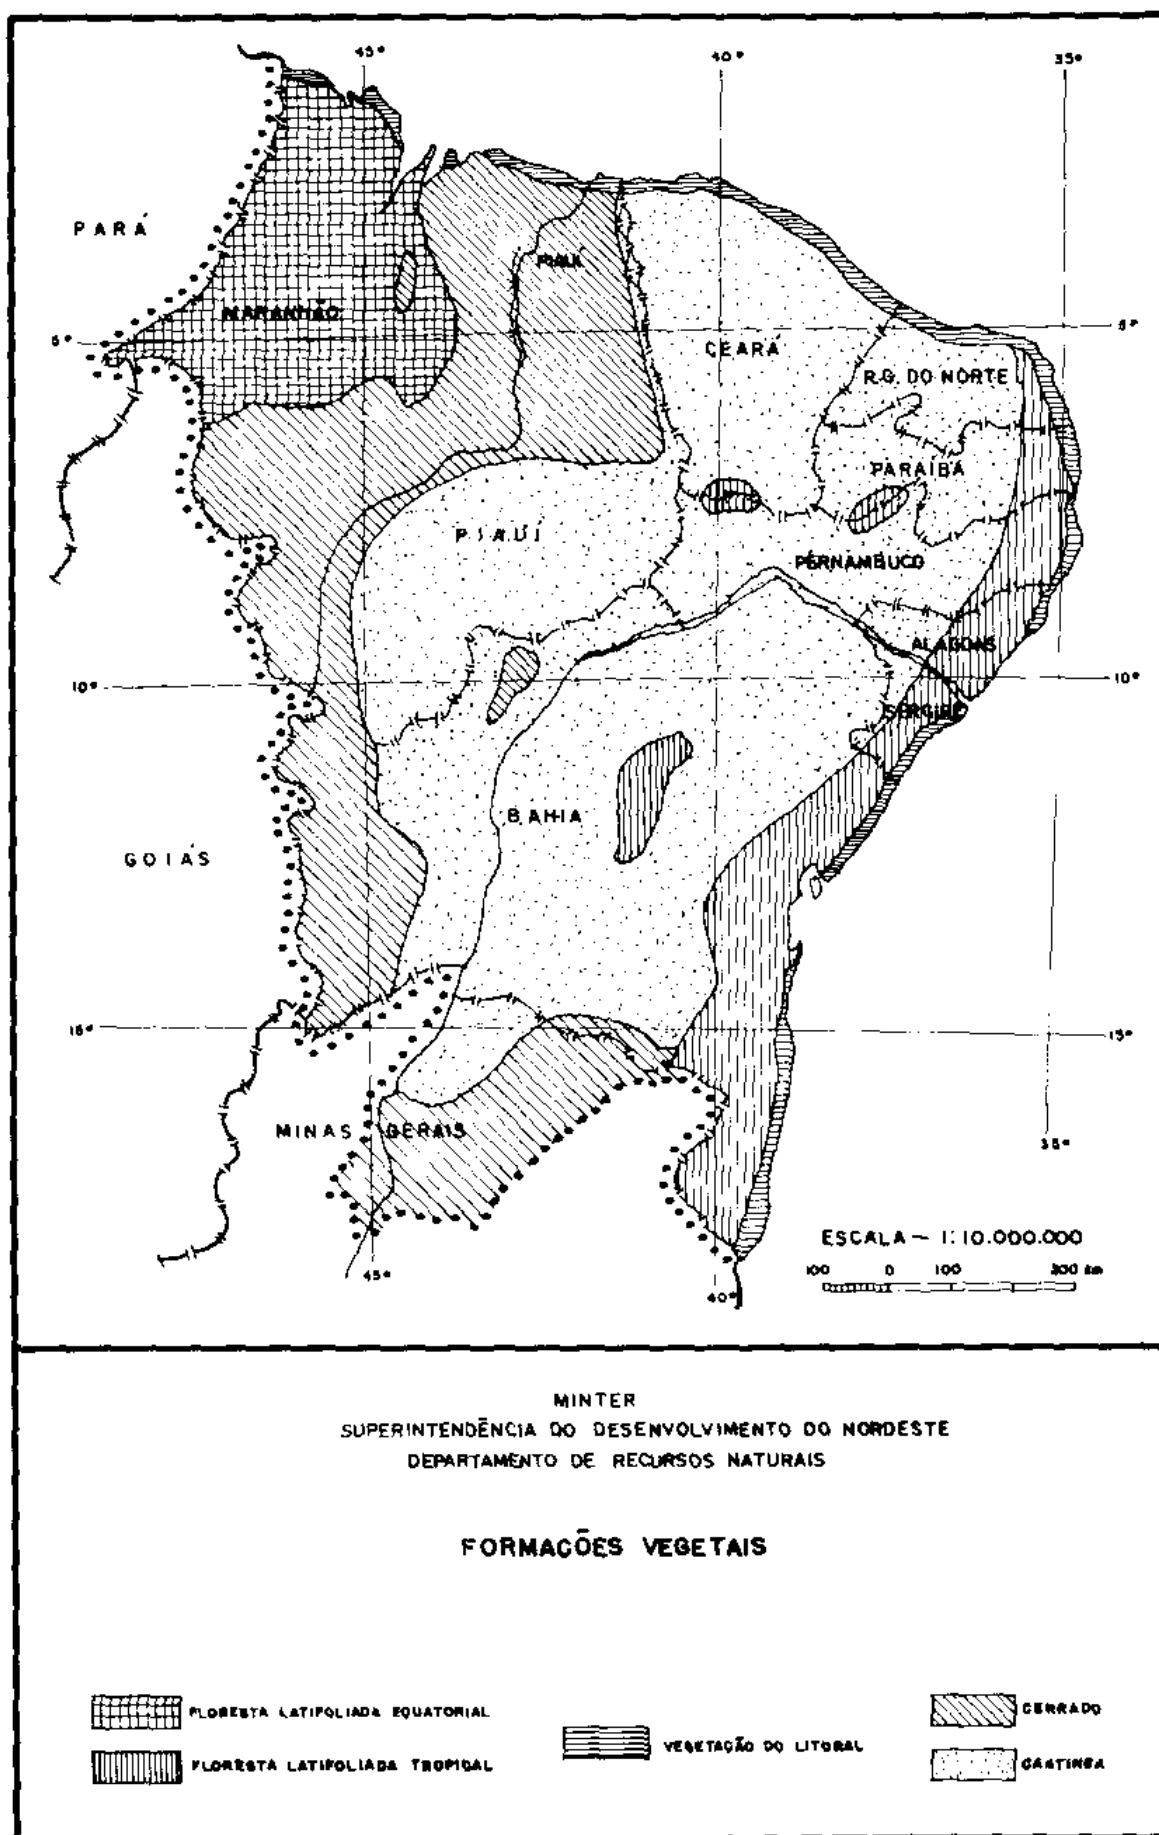 45°
40°
35°
PARÁ
MARANHÃO
5°
5°
CEARÁ
R.G. DO NORTE
PARAÍBA
PIAUÍ
PERNAMBUCO
ALAGOAS
10°
10°
SERGIPE
BAHIA
GOIÁS
15°
15°
MINAS GERAIS
35°
ESCALA - 1:10.000.000
100 0 100 300 km
45°
40°
MINTER
SUPERINTENDÊNCIA DO DESENVOLVIMENTO DO NORDESTE
DEPARTAMENTO DE RECURSOS NATURAIS
FORMAÇÕES VEGETAIS
FLORESTA LATIFOLIADA EQUATORIAL
CERRADO
VEGETAÇÃO DO LITORAL
FLORESTA LATIFOLIADA TROPICAL
CAATINGA